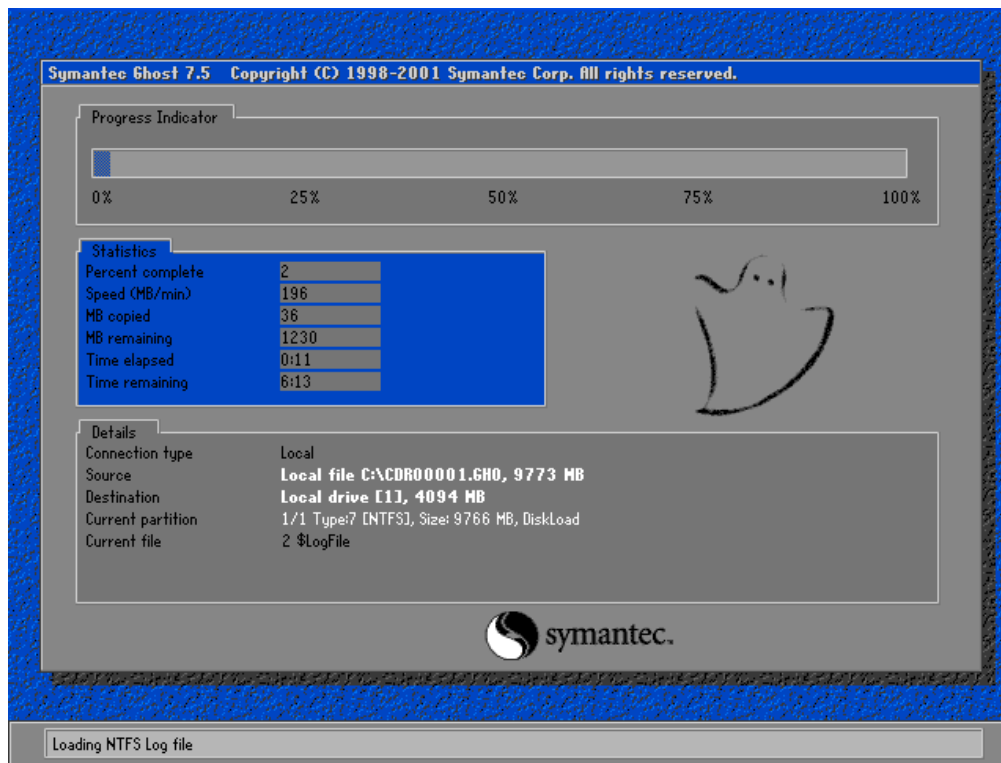 Symantec Ghost 7.5 Copyright (C) 1998-2001 Symantec Corp. All rights reserved.
Progress Indicator
0% 25% 50% 75% 100%
Statistics
Percent complete 2
Speed (MB/min) 196
MB copied 36
MB remaining 1230
Time elapsed 0:11
Time remaining 6:13
Details
Connection type Local
Source Local file C:\CDR00001.GHO, 9773 MB
Destination Local drive [1], 4094 MB
Current partition 1/1 Type:7 [NTFS], Size: 9766 MB, DiskLoad
Current file 2 $LogFile
symantec.
Loading NTFS Log file